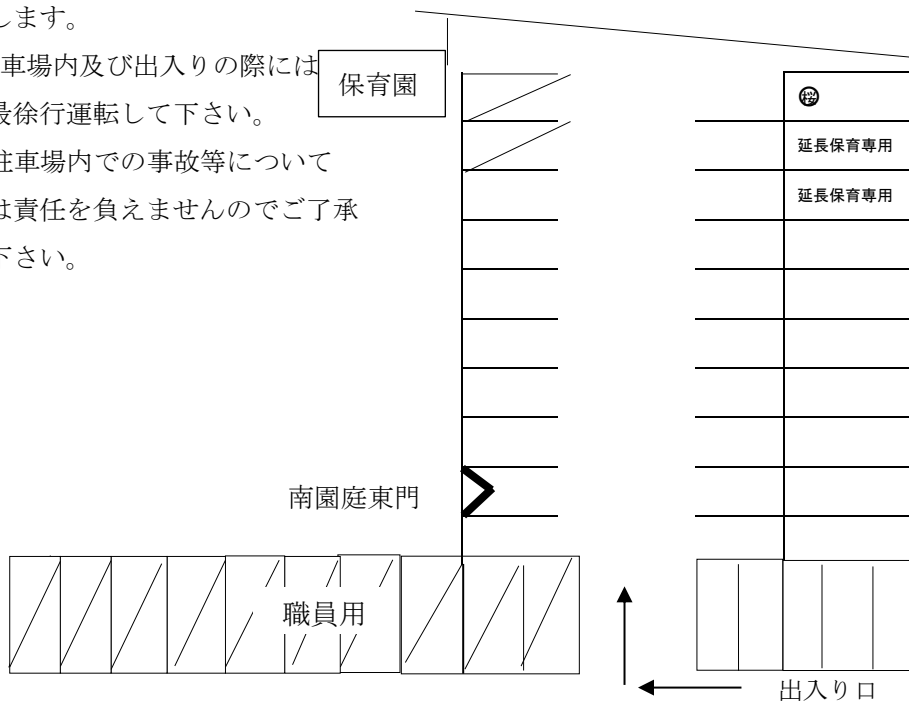 します。
車場内及び出入りの際には
最徐行運転して下さい。
駐車場内での事故等について
は責任を負えませんのでご了承
下さい。
保育園
桜
延長保育専用
延長保育専用
南園庭東門
職員用
出入り口